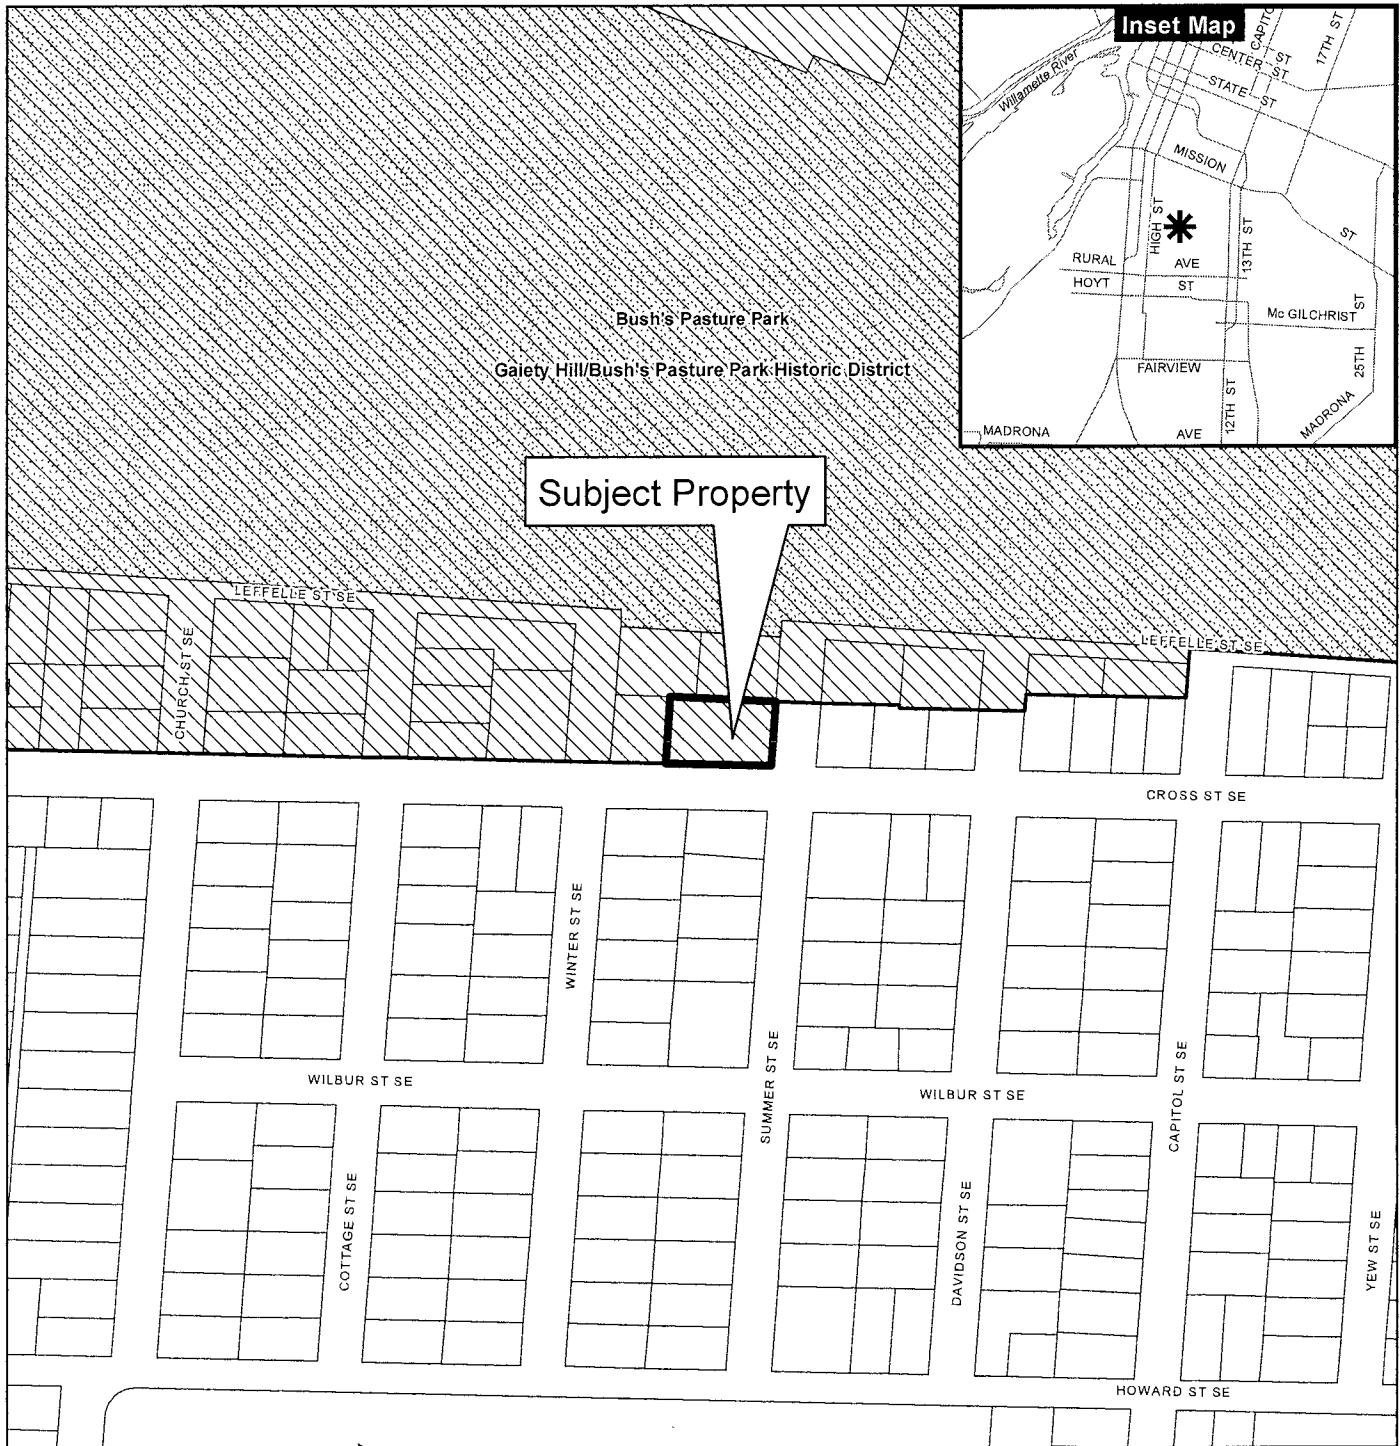 Inset Map
Willamette River
CAPITO
CENTER ST
ST
STATE ST
17TH ST
MISSION
ST
HIGH ST
13TH ST
RURAL AVE
HOYT ST
Mc GILCHRIST ST
25TH
FAIRVIEW
12TH ST
MADRONA AVE
MADRONA
Bush's Pasture Park
Gaiety Hill/Bush's Pasture Park Historic District
Subject Property
LEFFELLE ST SE
LEFFELLE ST SE
CHURCH ST SE
CROSS ST SE
WINTER ST SE
WILBUR ST SE
WILBUR ST SE
SUMMER ST SE
CAPITOL ST SE
COTTAGE ST SE
DAVIDSON ST SE
YEW ST SE
HOWARD ST SE